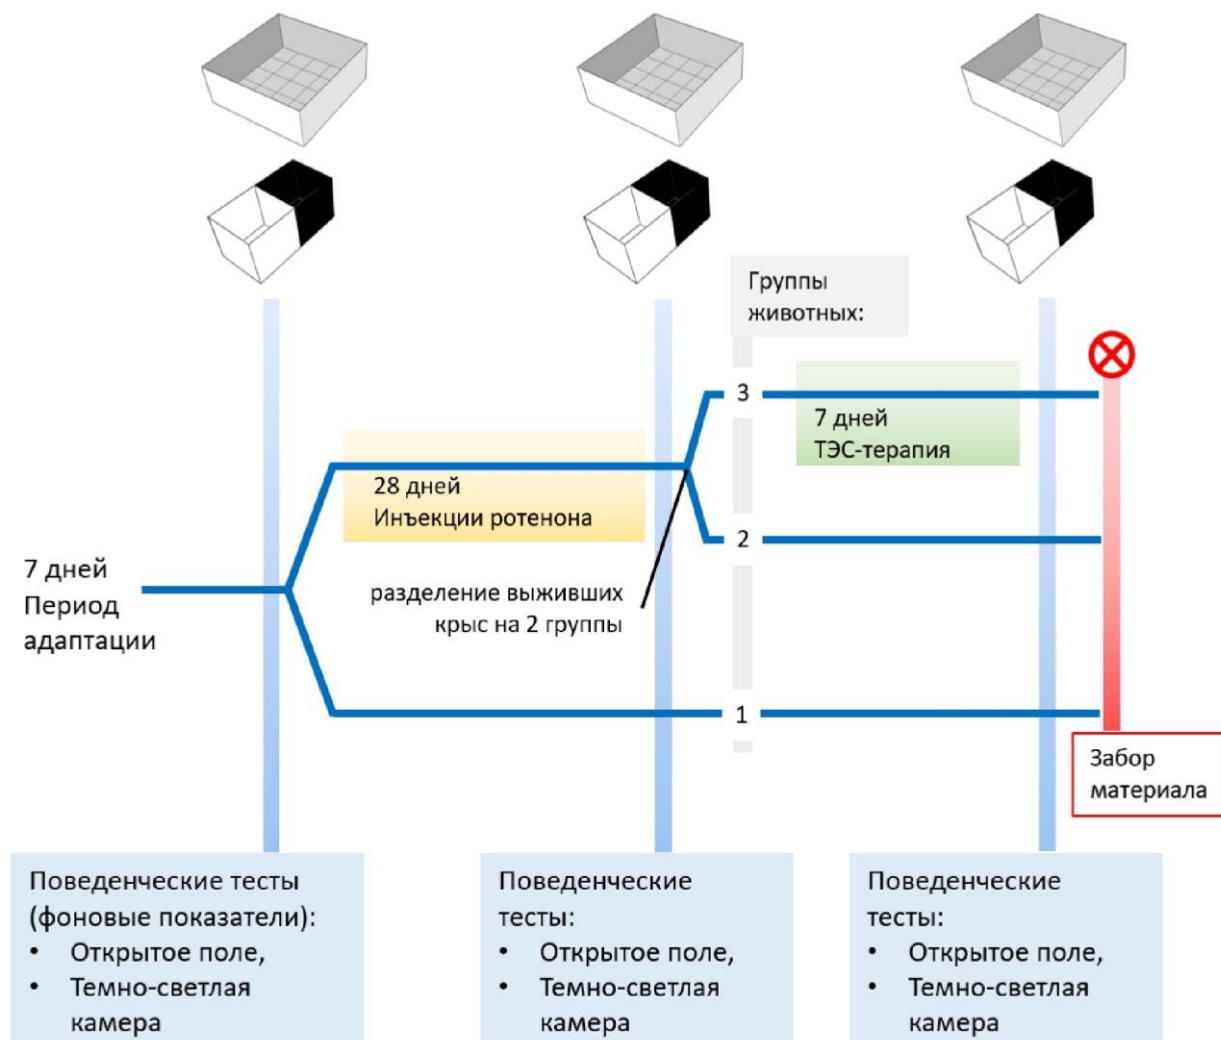 Группы
животных:
3
7 дней
ТЭС-терапия
28 дней
Инъекции ротенона
2
7 дней
Период
адаптации
разделение выживших
крыс на 2 группы
1
Забор
материала
Поведенческие тесты
(фоновые показатели):
• Открытое поле,
• Темно-светлая
камера
Поведенческие
тесты:
• Открытое поле,
• Темно-светлая
камера
Поведенческие
тесты:
• Открытое поле,
• Темно-светлая
камера